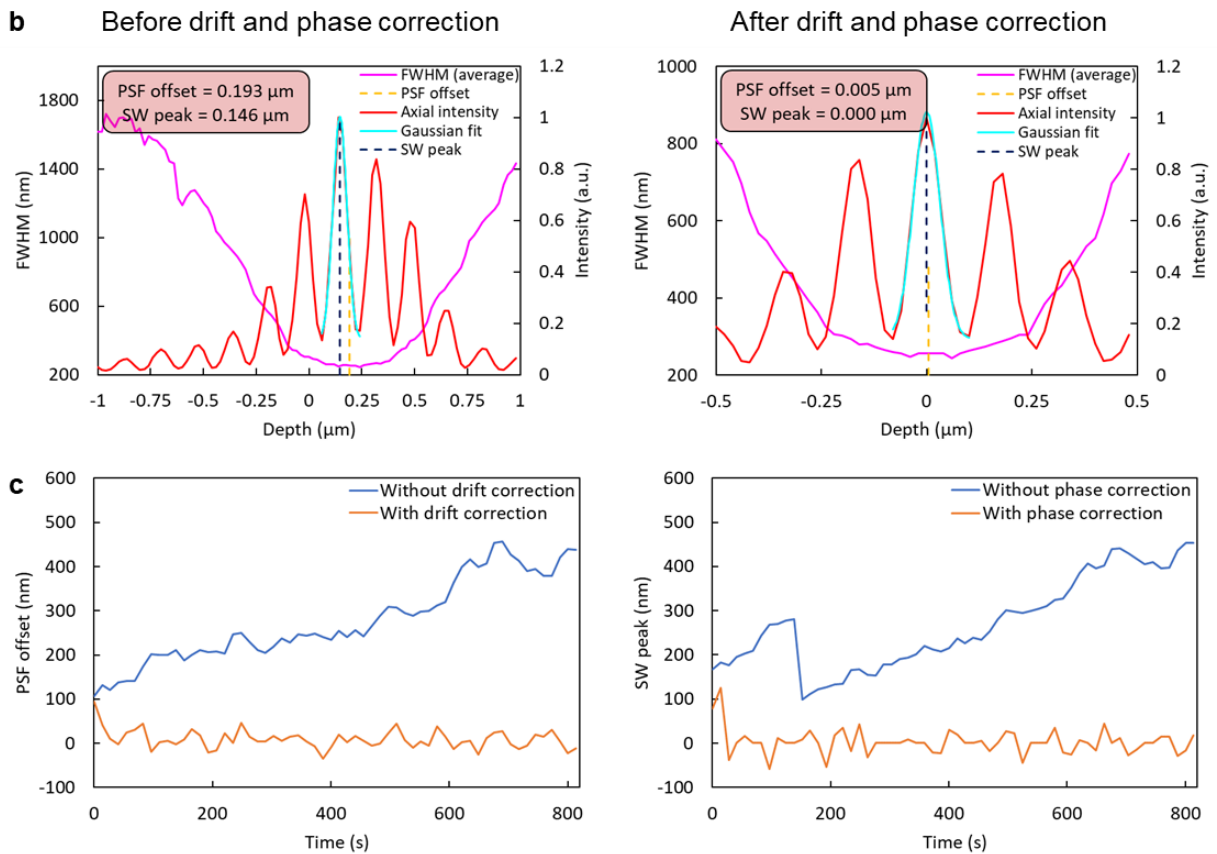 b Before drift and phase correction After drift and phase correction
PSF offset = 0.193 µm
SW peak = 0.146 µm
FWHM (average)
PSF offset
Axial intensity
Gaussian fit
SW peak
FWHM (nm)
1800
1400
1000
600
200
1.2
1
0.8
0.6
0.4
0.2
0
Intensity (a.u.)
-1 -0.75 -0.5 -0.25 0 0.25 0.5 0.75 1
Depth (µm)
PSF offset = 0.005 µm
SW peak = 0.000 µm
FWHM (average)
PSF offset
Axial intensity
Gaussian fit
SW peak
FWHM (nm)
1000
900
800
700
600
500
400
300
200
1.2
1
0.8
0.6
0.4
0.2
0
Intensity (a.u.)
-0.5 -0.25 0 0.25 0.5
Depth (µm)
c
Without drift correction
With drift correction
PSF offset (nm)
600
500
400
300
200
100
0
-100
0 200 400 600 800
Time (s)
Without phase correction
With phase correction
SW peak (nm)
600
500
400
300
200
100
0
-100
0 200 400 600 800
Time (s)